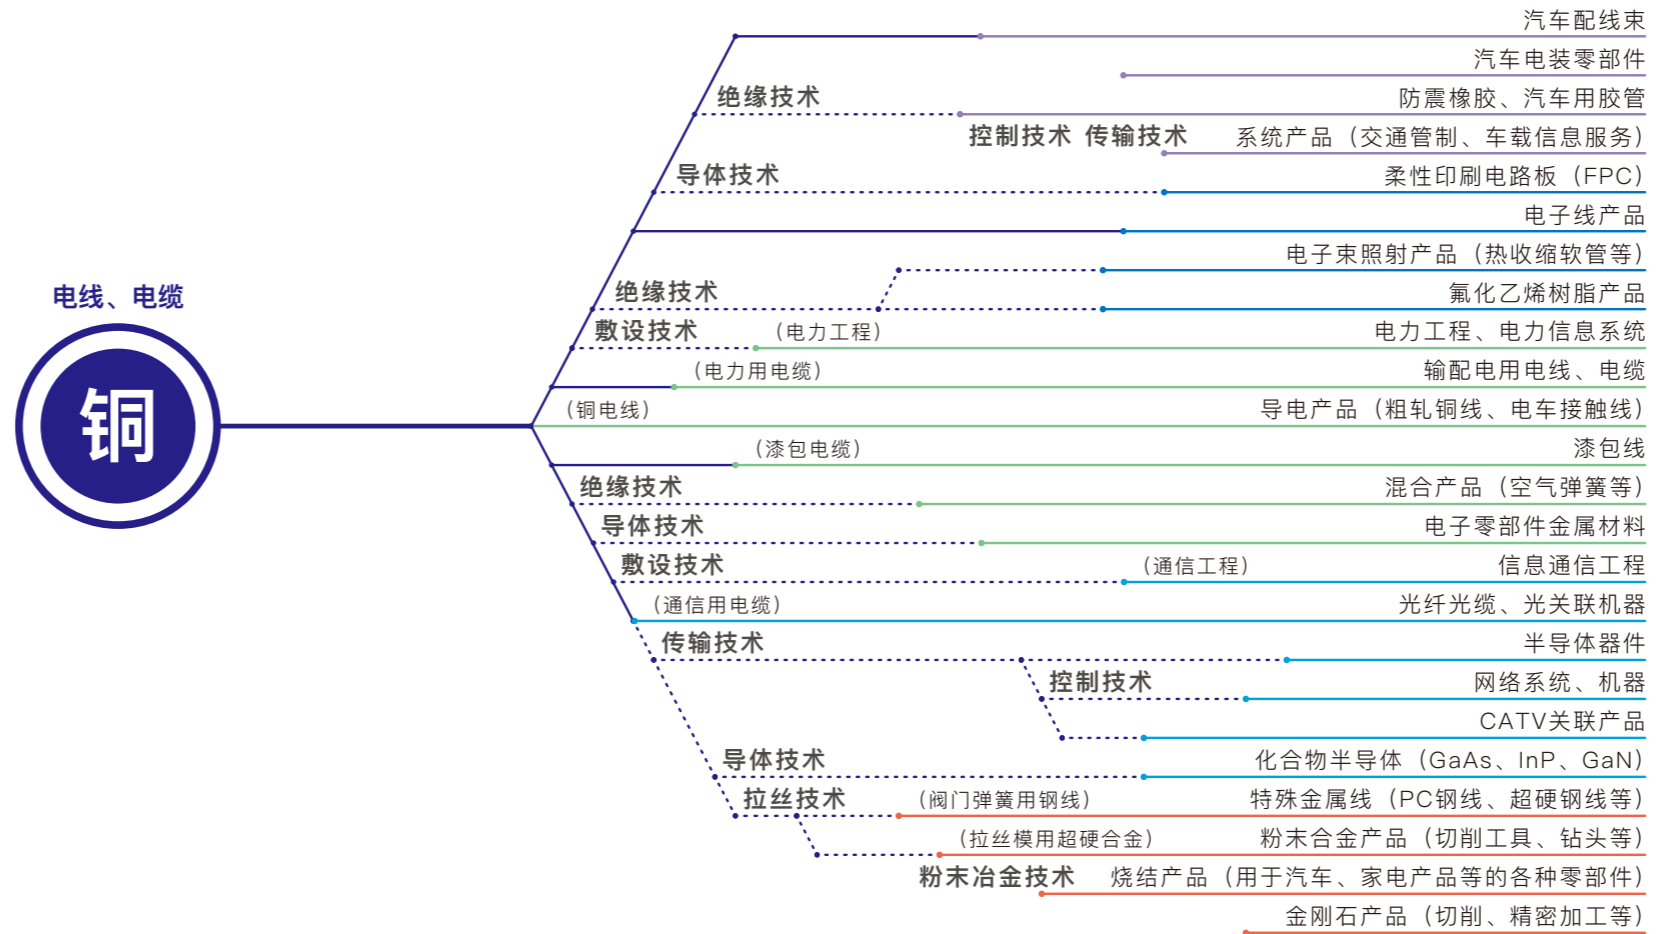 汽车配线束
汽车电装零部件
绝缘技术
防震橡胶、汽车用胶管
控制技术 传输技术 系统产品（交通管制、车载信息服务）
导体技术
柔性印刷电路板（FPC）
电子线产品
电子束照射产品（热收缩软管等）
电线、电缆
铜
绝缘技术
氟化乙烯树脂产品
敷设技术 （电力工程） 电力工程、电力信息系统
（电力用电缆） 输配电用电线、电缆
（铜电线） 导电产品（粗轧铜线、电车接触线）
（漆包电缆） 漆包线
绝缘技术 混合产品（空气弹簧等）
导体技术 电子零部件金属材料
敷设技术 （通信工程） 信息通信工程
（通信用电缆） 光纤光缆、光关联机器
传输技术 半导体器件
控制技术 网络系统、机器
CATV关联产品
导体技术 化合物半导体（GaAs、InP、GaN）
拉丝技术 （阀门弹簧用钢线） 特殊金属线（PC钢线、超硬钢线等）
（拉丝模用超硬合金） 粉末合金产品（切削工具、钻头等）
粉末冶金技术 烧结产品（用于汽车、家电产品等的各种零部件）
金刚石产品（切削、精密加工等）